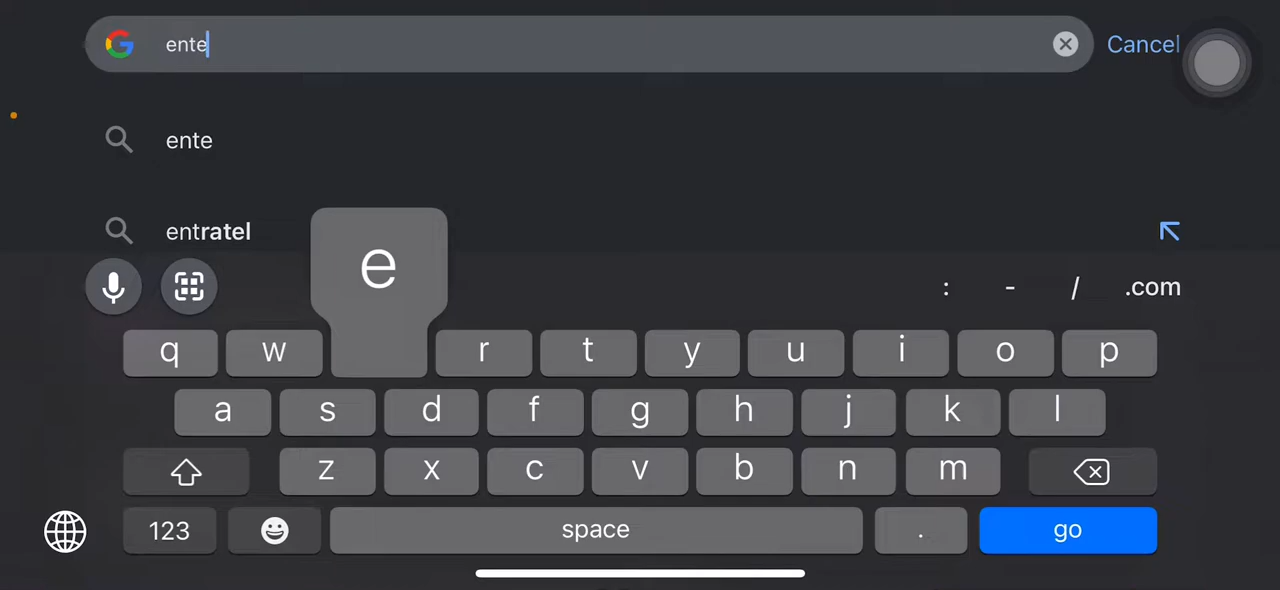 ente
Cancel
ente
entratel
e
: - / .com
q w r t y u i o p
a s d f g h j k l
z x c v b n m
123 space . go